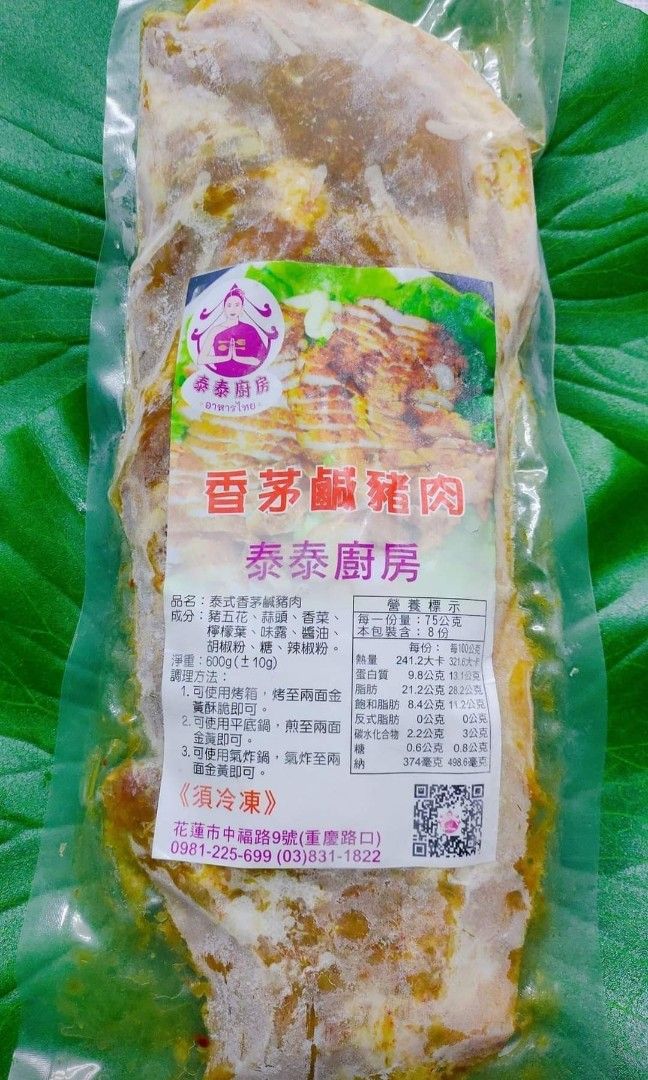 泰泰廚房
อาหารไทย
香茅鹹豬肉
泰泰廚房
品名：泰式香茅鹹豬肉
成分：豬五花、蒜頭、香菜、
檸檬葉、味露、醬油、
胡椒粉、糖、辣椒粉。
淨重：600g(±10g)
調理方法：
1.可使用烤箱，烤至兩面金
黃酥脆即可。
2.可使用平底鍋，煎至兩面
金黃即可。
3.可使用氣炸鍋，氣炸至兩
面金黃即可。
《須冷凍》
營養標示
每一份量：75公克
本包裝含：8份
每份： 每100公克
熱量 241.2大卡 321.6大卡
蛋白質 9.8公克 13.1公克
脂肪 21.2公克 28.2公克
飽和脂肪 8.4公克 11.2公克
反式脂肪 0公克 0公克
碳水化合物 2.2公克 3公克
糖 0.6公克 0.8公克
納 374毫克 498.6毫克
花蓮市中福路9號(重慶路口)
0981-225-699 (03)831-1822